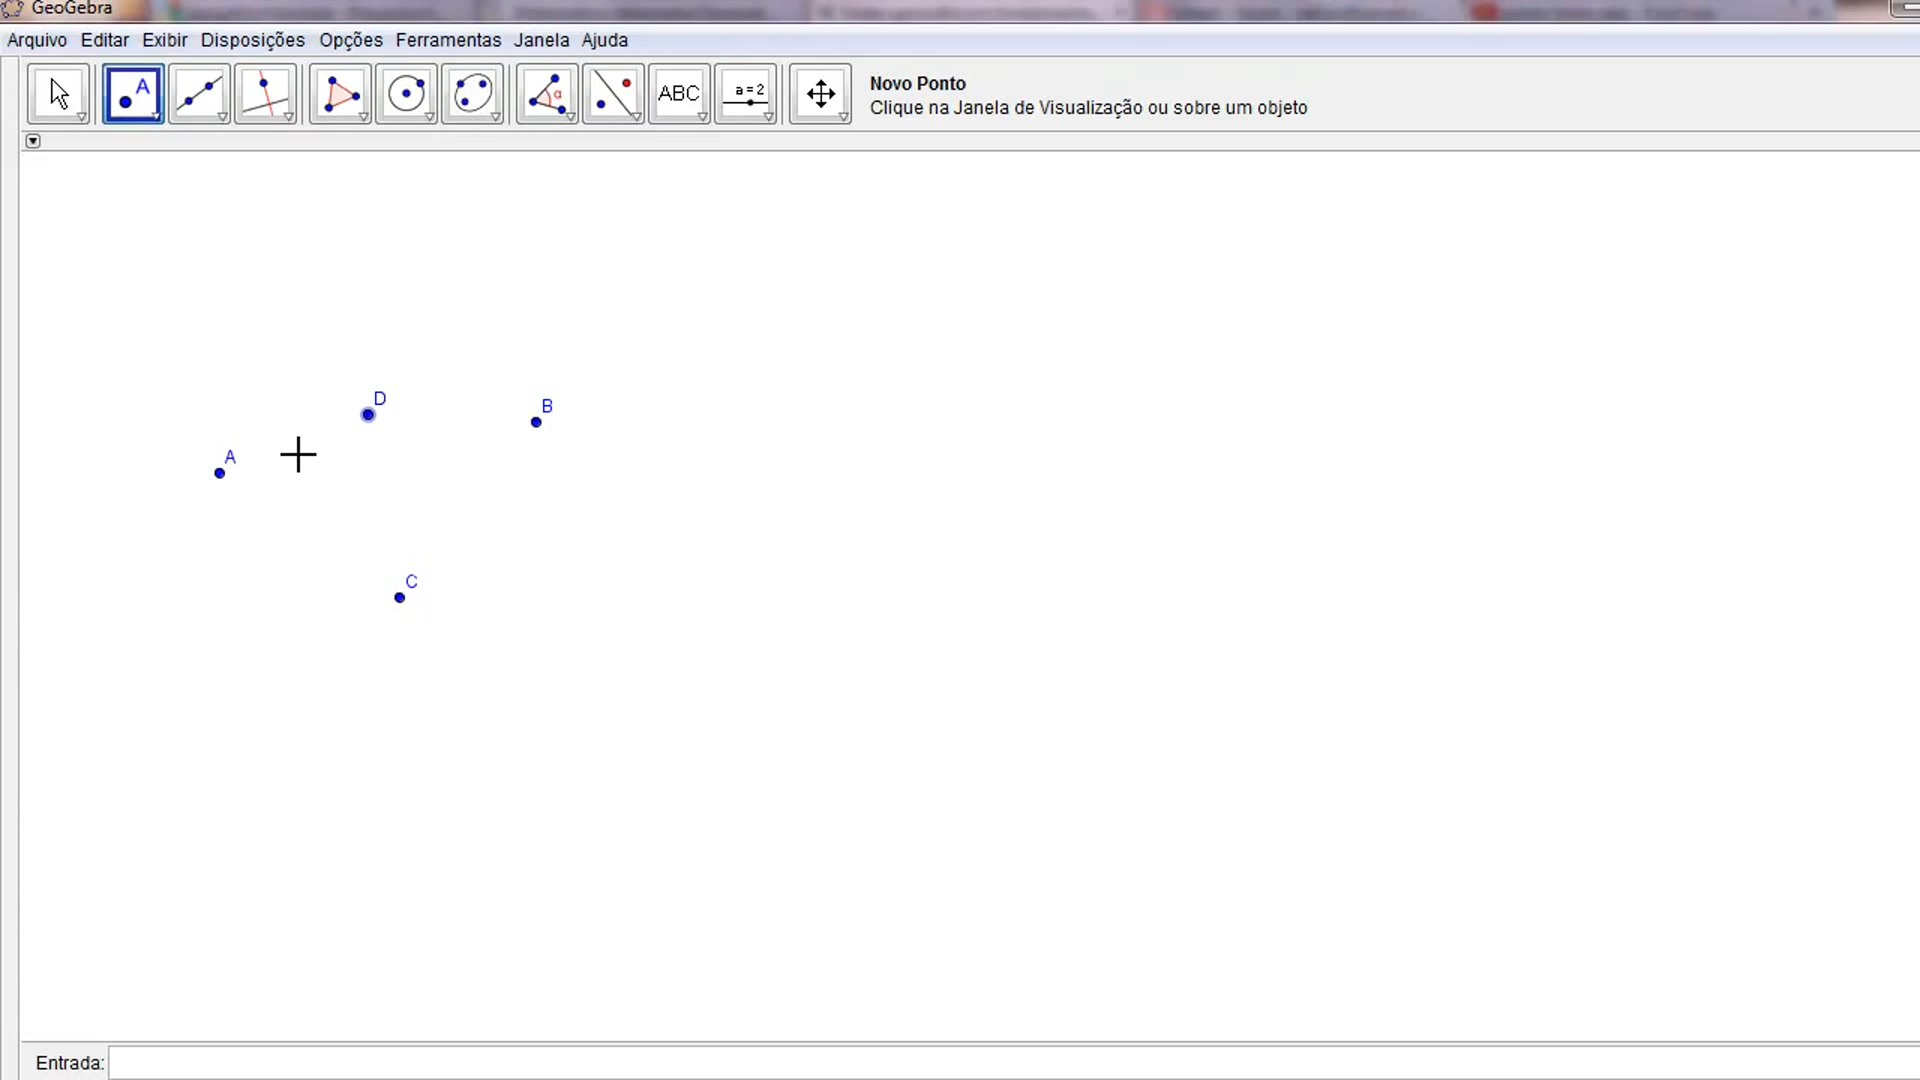 GeoGebra
Arquivo Editar Exibir Disposições Opções Ferramentas Janela Ajuda
A
α
ABC
a = 2
Novo Ponto
Clique na Janela de Visualização ou sobre um objeto
D
B
A
C
Entrada: